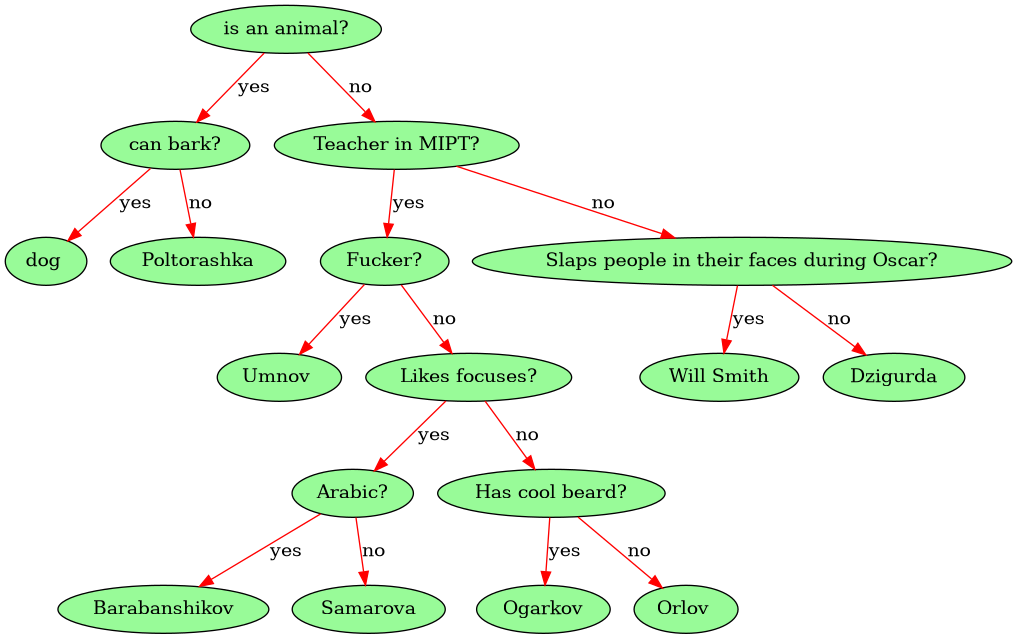 is an animal?
yes
no
can bark?
Teacher in MIPT?
yes
no
yes
no
dog
Poltorashka
Fucker?
Slaps people in their faces during Oscar?
yes
no
yes
no
Umnov
Likes focuses?
Will Smith
Dzigurda
yes
no
Arabic?
Has cool beard?
yes
no
yes
no
Barabanshikov
Samarova
Ogarkov
Orlov